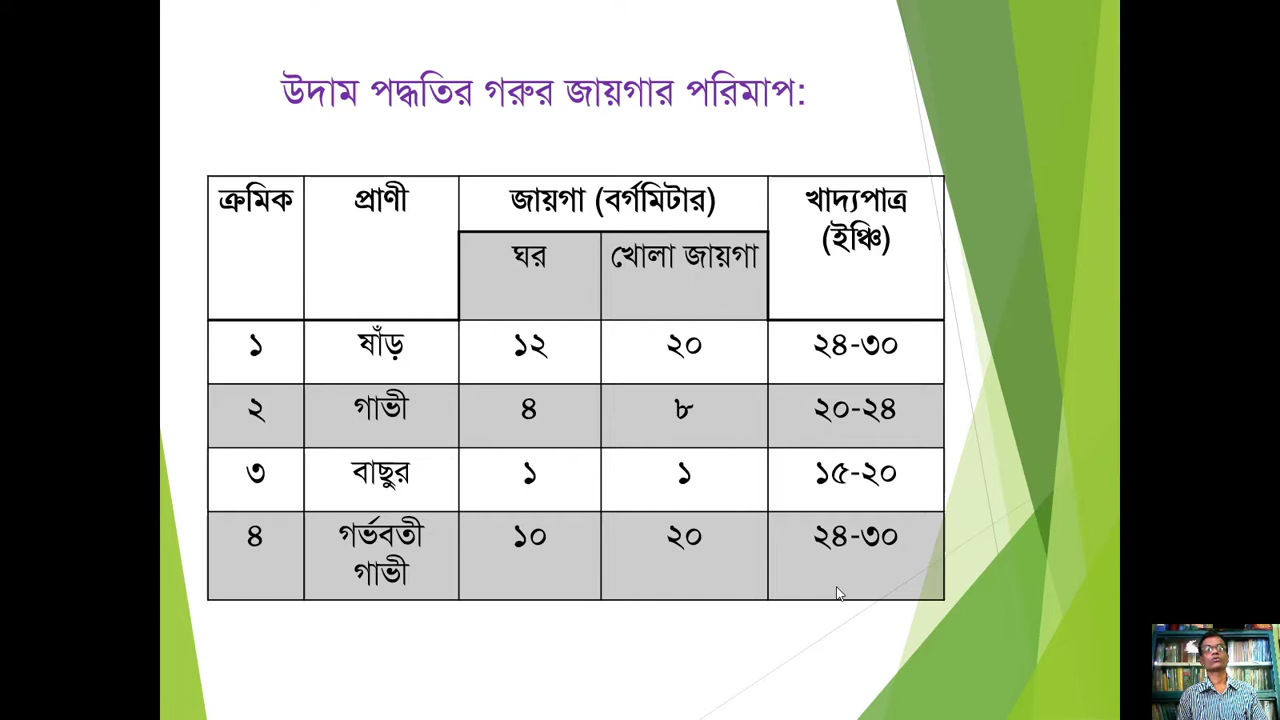 উদাম পদ্ধতির গরুর জায়গার পরিমাপ:
ক্রমিক প্রাণী জায়গা (বর্গমিটার) খাদ্যপাত্র (ইঞ্চি)
ঘর খোলা জায়গা
১ ষাঁড় ১২ ২০ ২৪-৩০
২ গাভী ৪ ৮ ২০-২৪
৩ বাছুর ১ ১ ১৫-২০
৪ গর্ভবতী গাভী ১০ ২০ ২৪-৩০